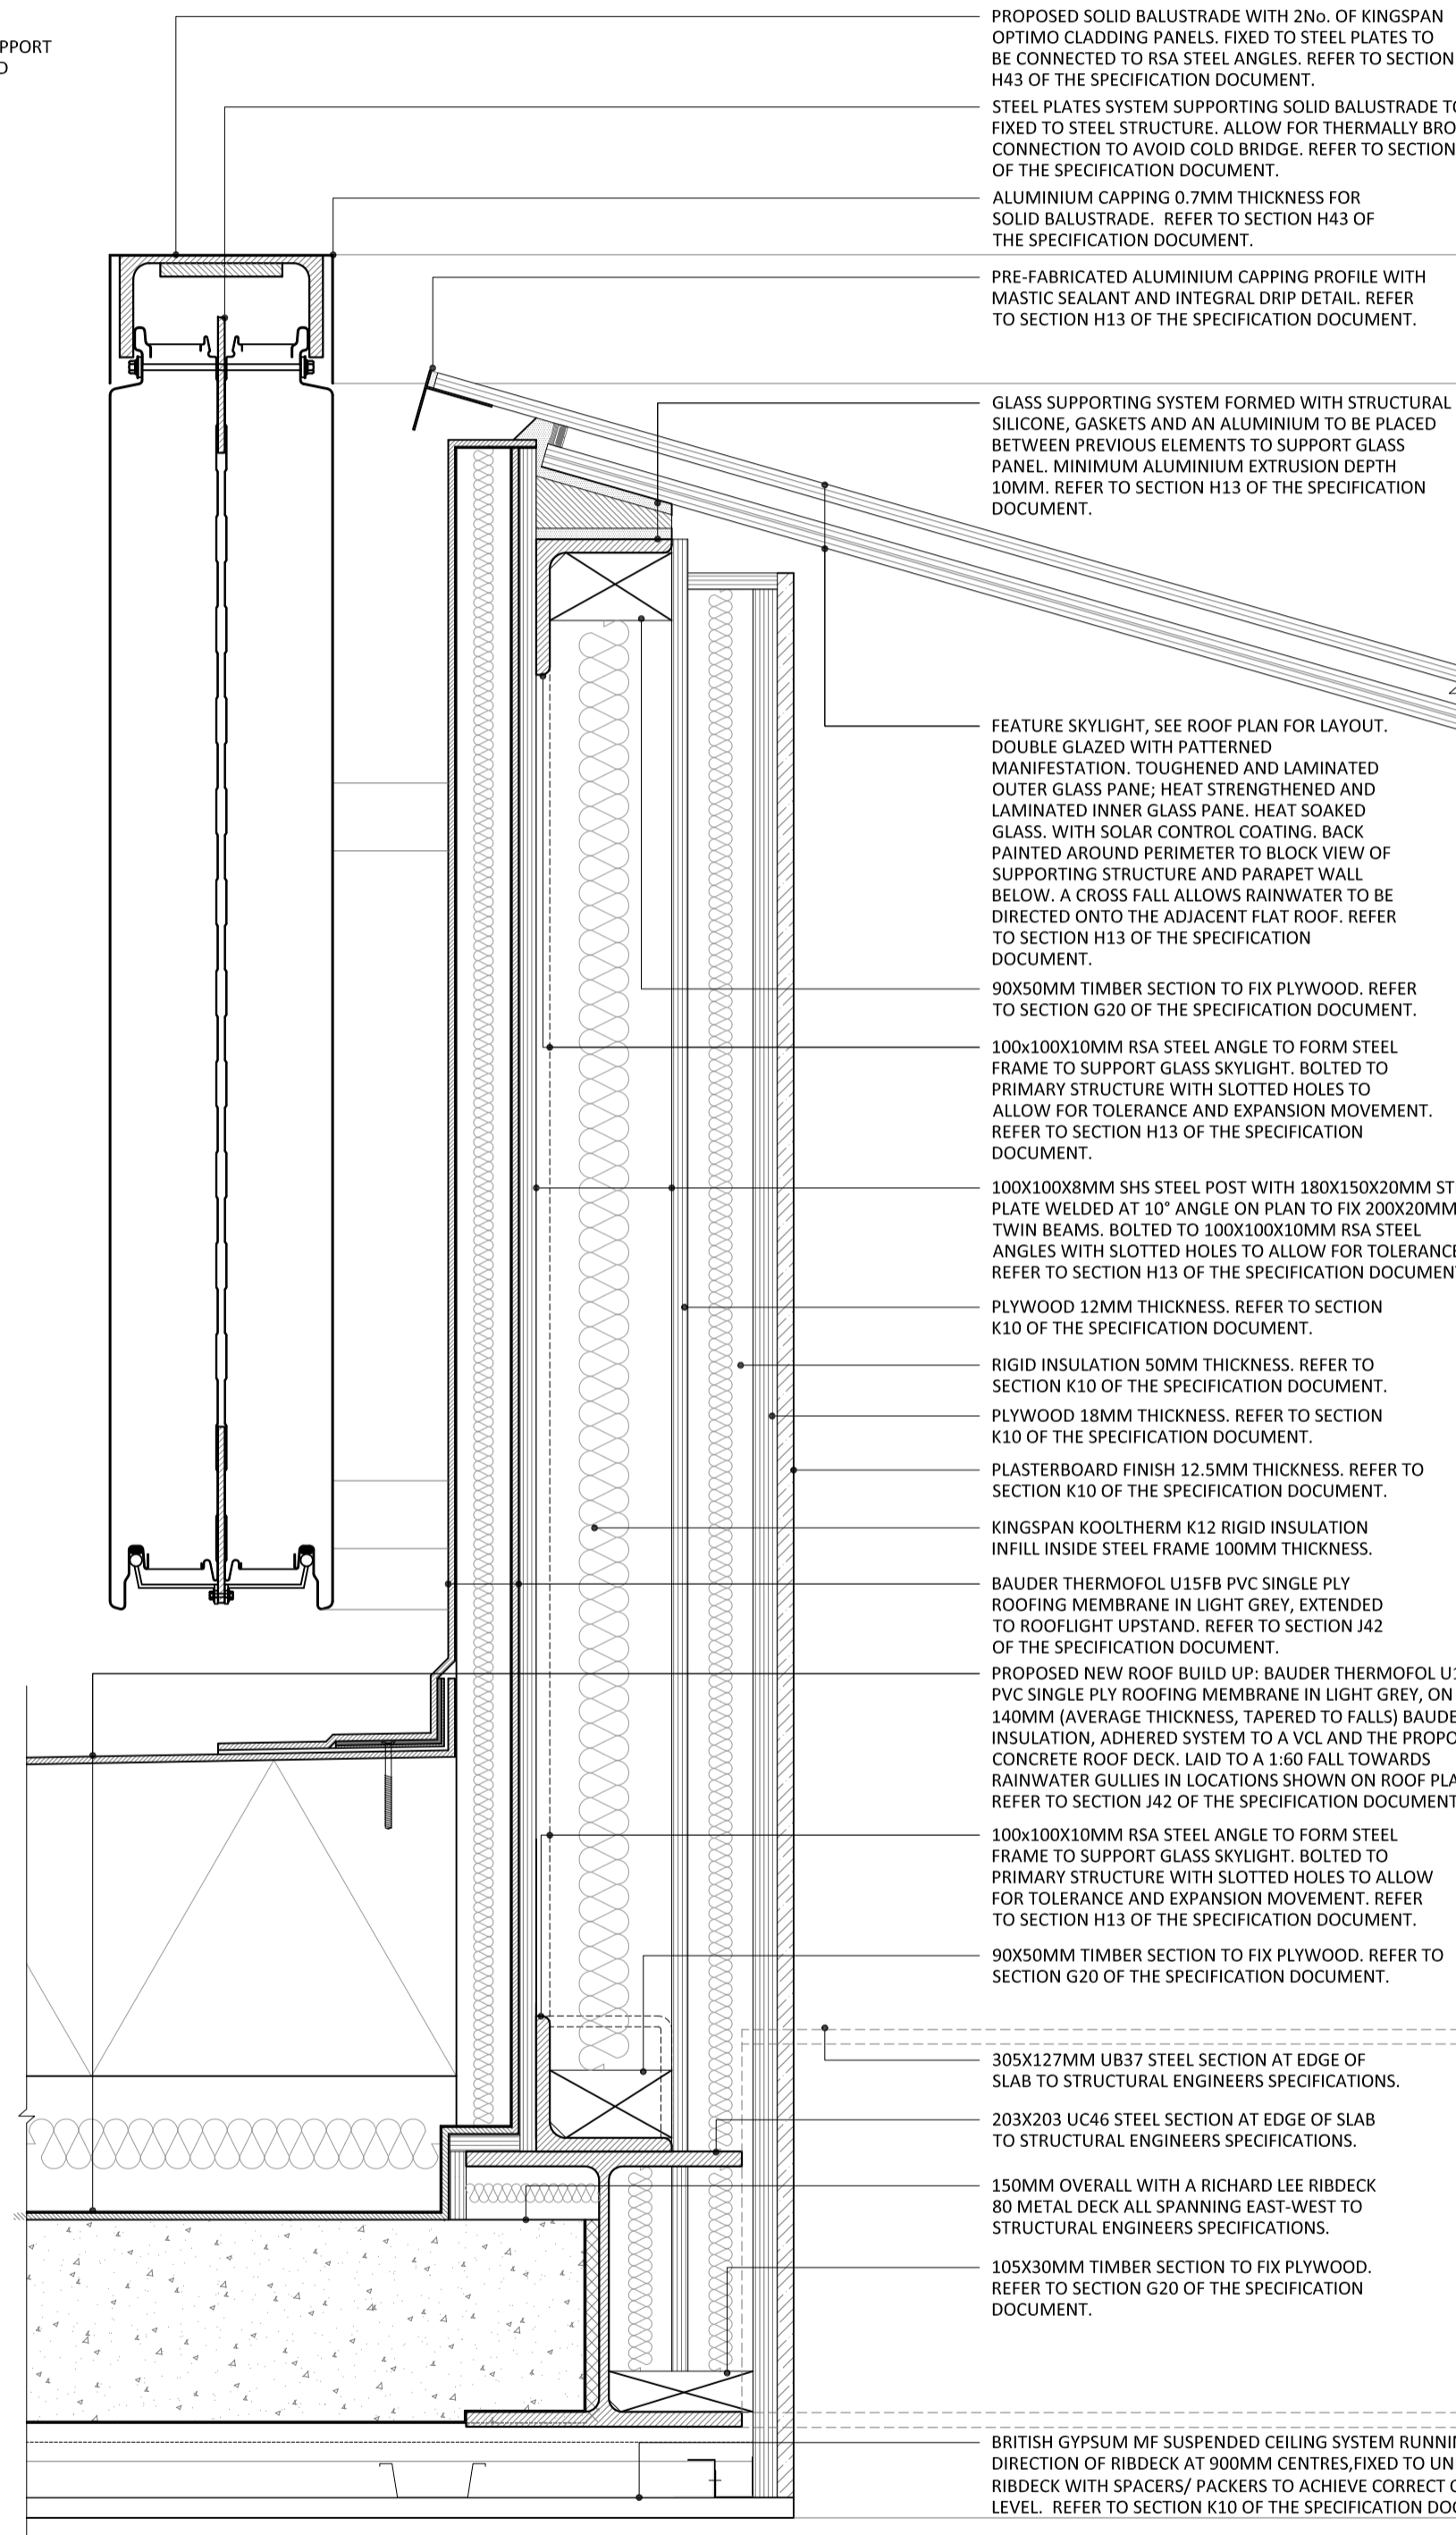 PPORT
PROPOSED SOLID BALUSTRADE WITH 2No. OF KINGSPAN
OPTIMO CLADDING PANELS. FIXED TO STEEL PLATES TO
BE CONNECTED TO RSA STEEL ANGLES. REFER TO SECTION
H43 OF THE SPECIFICATION DOCUMENT.
STEEL PLATES SYSTEM SUPPORTING SOLID BALUSTRADE TO
FIXED TO STEEL STRUCTURE. ALLOW FOR THERMALLY BRO
CONNECTION TO AVOID COLD BRIDGE. REFER TO SECTION
OF THE SPECIFICATION DOCUMENT.
ALUMINIUM CAPPING 0.7MM THICKNESS FOR
SOLID BALUSTRADE. REFER TO SECTION H43 OF
THE SPECIFICATION DOCUMENT.
PRE-FABRICATED ALUMINIUM CAPPING PROFILE WITH
MASTIC SEALANT AND INTEGRAL DRIP DETAIL. REFER
TO SECTION H13 OF THE SPECIFICATION DOCUMENT.
GLASS SUPPORTING SYSTEM FORMED WITH STRUCTURAL
SILICONE, GASKETS AND AN ALUMINIUM TO BE PLACED
BETWEEN PREVIOUS ELEMENTS TO SUPPORT GLASS
PANEL. MINIMUM ALUMINIUM EXTRUSION DEPTH
10MM. REFER TO SECTION H13 OF THE SPECIFICATION
DOCUMENT.
FEATURE SKYLIGHT, SEE ROOF PLAN FOR LAYOUT.
DOUBLE GLAZED WITH PATTERNED
MANIFESTATION. TOUGHENED AND LAMINATED
OUTER GLASS PANE; HEAT STRENGTHENED AND
LAMINATED INNER GLASS PANE. HEAT SOAKED
GLASS. WITH SOLAR CONTROL COATING. BACK
PAINTED AROUND PERIMETER TO BLOCK VIEW OF
SUPPORTING STRUCTURE AND PARAPET WALL
BELOW. A CROSS FALL ALLOWS RAINWATER TO BE
DIRECTED ONTO THE ADJACENT FLAT ROOF. REFER
TO SECTION H13 OF THE SPECIFICATION
DOCUMENT.
90X50MM TIMBER SECTION TO FIX PLYWOOD. REFER
TO SECTION G20 OF THE SPECIFICATION DOCUMENT.
100x100X10MM RSA STEEL ANGLE TO FORM STEEL
FRAME TO SUPPORT GLASS SKYLIGHT. BOLTED TO
PRIMARY STRUCTURE WITH SLOTTED HOLES TO
ALLOW FOR TOLERANCE AND EXPANSION MOVEMENT.
REFER TO SECTION H13 OF THE SPECIFICATION
DOCUMENT.
100X100X8MM SHS STEEL POST WITH 180X150X20MM ST
PLATE WELDED AT 10° ANGLE ON PLAN TO FIX 200X20MM
TWIN BEAMS. BOLTED TO 100X100X10MM RSA STEEL
ANGLES WITH SLOTTED HOLES TO ALLOW FOR TOLERANCE
REFER TO SECTION H13 OF THE SPECIFICATION DOCUMEN
PLYWOOD 12MM THICKNESS. REFER TO SECTION
K10 OF THE SPECIFICATION DOCUMENT.
RIGID INSULATION 50MM THICKNESS. REFER TO
SECTION K10 OF THE SPECIFICATION DOCUMENT.
PLYWOOD 18MM THICKNESS. REFER TO SECTION
K10 OF THE SPECIFICATION DOCUMENT.
PLASTERBOARD FINISH 12.5MM THICKNESS. REFER TO
SECTION K10 OF THE SPECIFICATION DOCUMENT.
KINGSPAN KOOLTHERM K12 RIGID INSULATION
INFILL INSIDE STEEL FRAME 100MM THICKNESS.
BAUDER THERMOFOL U15FB PVC SINGLE PLY
ROOFING MEMBRANE IN LIGHT GREY, EXTENDED
TO ROOFLIGHT UPSTAND. REFER TO SECTION J42
OF THE SPECIFICATION DOCUMENT.
PROPOSED NEW ROOF BUILD UP: BAUDER THERMOFOL U1
PVC SINGLE PLY ROOFING MEMBRANE IN LIGHT GREY, ON
140MM (AVERAGE THICKNESS, TAPERED TO FALLS) BAUDE
INSULATION, ADHERED SYSTEM TO A VCL AND THE PROPO
CONCRETE ROOF DECK. LAID TO A 1:60 FALL TOWARDS
RAINWATER GULLIES IN LOCATIONS SHOWN ON ROOF PLA
REFER TO SECTION J42 OF THE SPECIFICATION DOCUMENT
100x100X10MM RSA STEEL ANGLE TO FORM STEEL
FRAME TO SUPPORT GLASS SKYLIGHT. BOLTED TO
PRIMARY STRUCTURE WITH SLOTTED HOLES TO ALLOW
FOR TOLERANCE AND EXPANSION MOVEMENT. REFER
TO SECTION H13 OF THE SPECIFICATION DOCUMENT.
90X50MM TIMBER SECTION TO FIX PLYWOOD. REFER TO
SECTION G20 OF THE SPECIFICATION DOCUMENT.
305X127MM UB37 STEEL SECTION AT EDGE OF
SLAB TO STRUCTURAL ENGINEERS SPECIFICATIONS.
203X203 UC46 STEEL SECTION AT EDGE OF SLAB
TO STRUCTURAL ENGINEERS SPECIFICATIONS.
150MM OVERALL WITH A RICHARD LEE RIBDECK
80 METAL DECK ALL SPANNING EAST-WEST TO
STRUCTURAL ENGINEERS SPECIFICATIONS.
105X30MM TIMBER SECTION TO FIX PLYWOOD.
REFER TO SECTION G20 OF THE SPECIFICATION
DOCUMENT.
BRITISH GYPSUM MF SUSPENDED CEILING SYSTEM RUNNIN
DIRECTION OF RIBDECK AT 900MM CENTRES,FIXED TO UN
RIBDECK WITH SPACERS/ PACKERS TO ACHIEVE CORRECT C
LEVEL. REFER TO SECTION K10 OF THE SPECIFICATION DOC